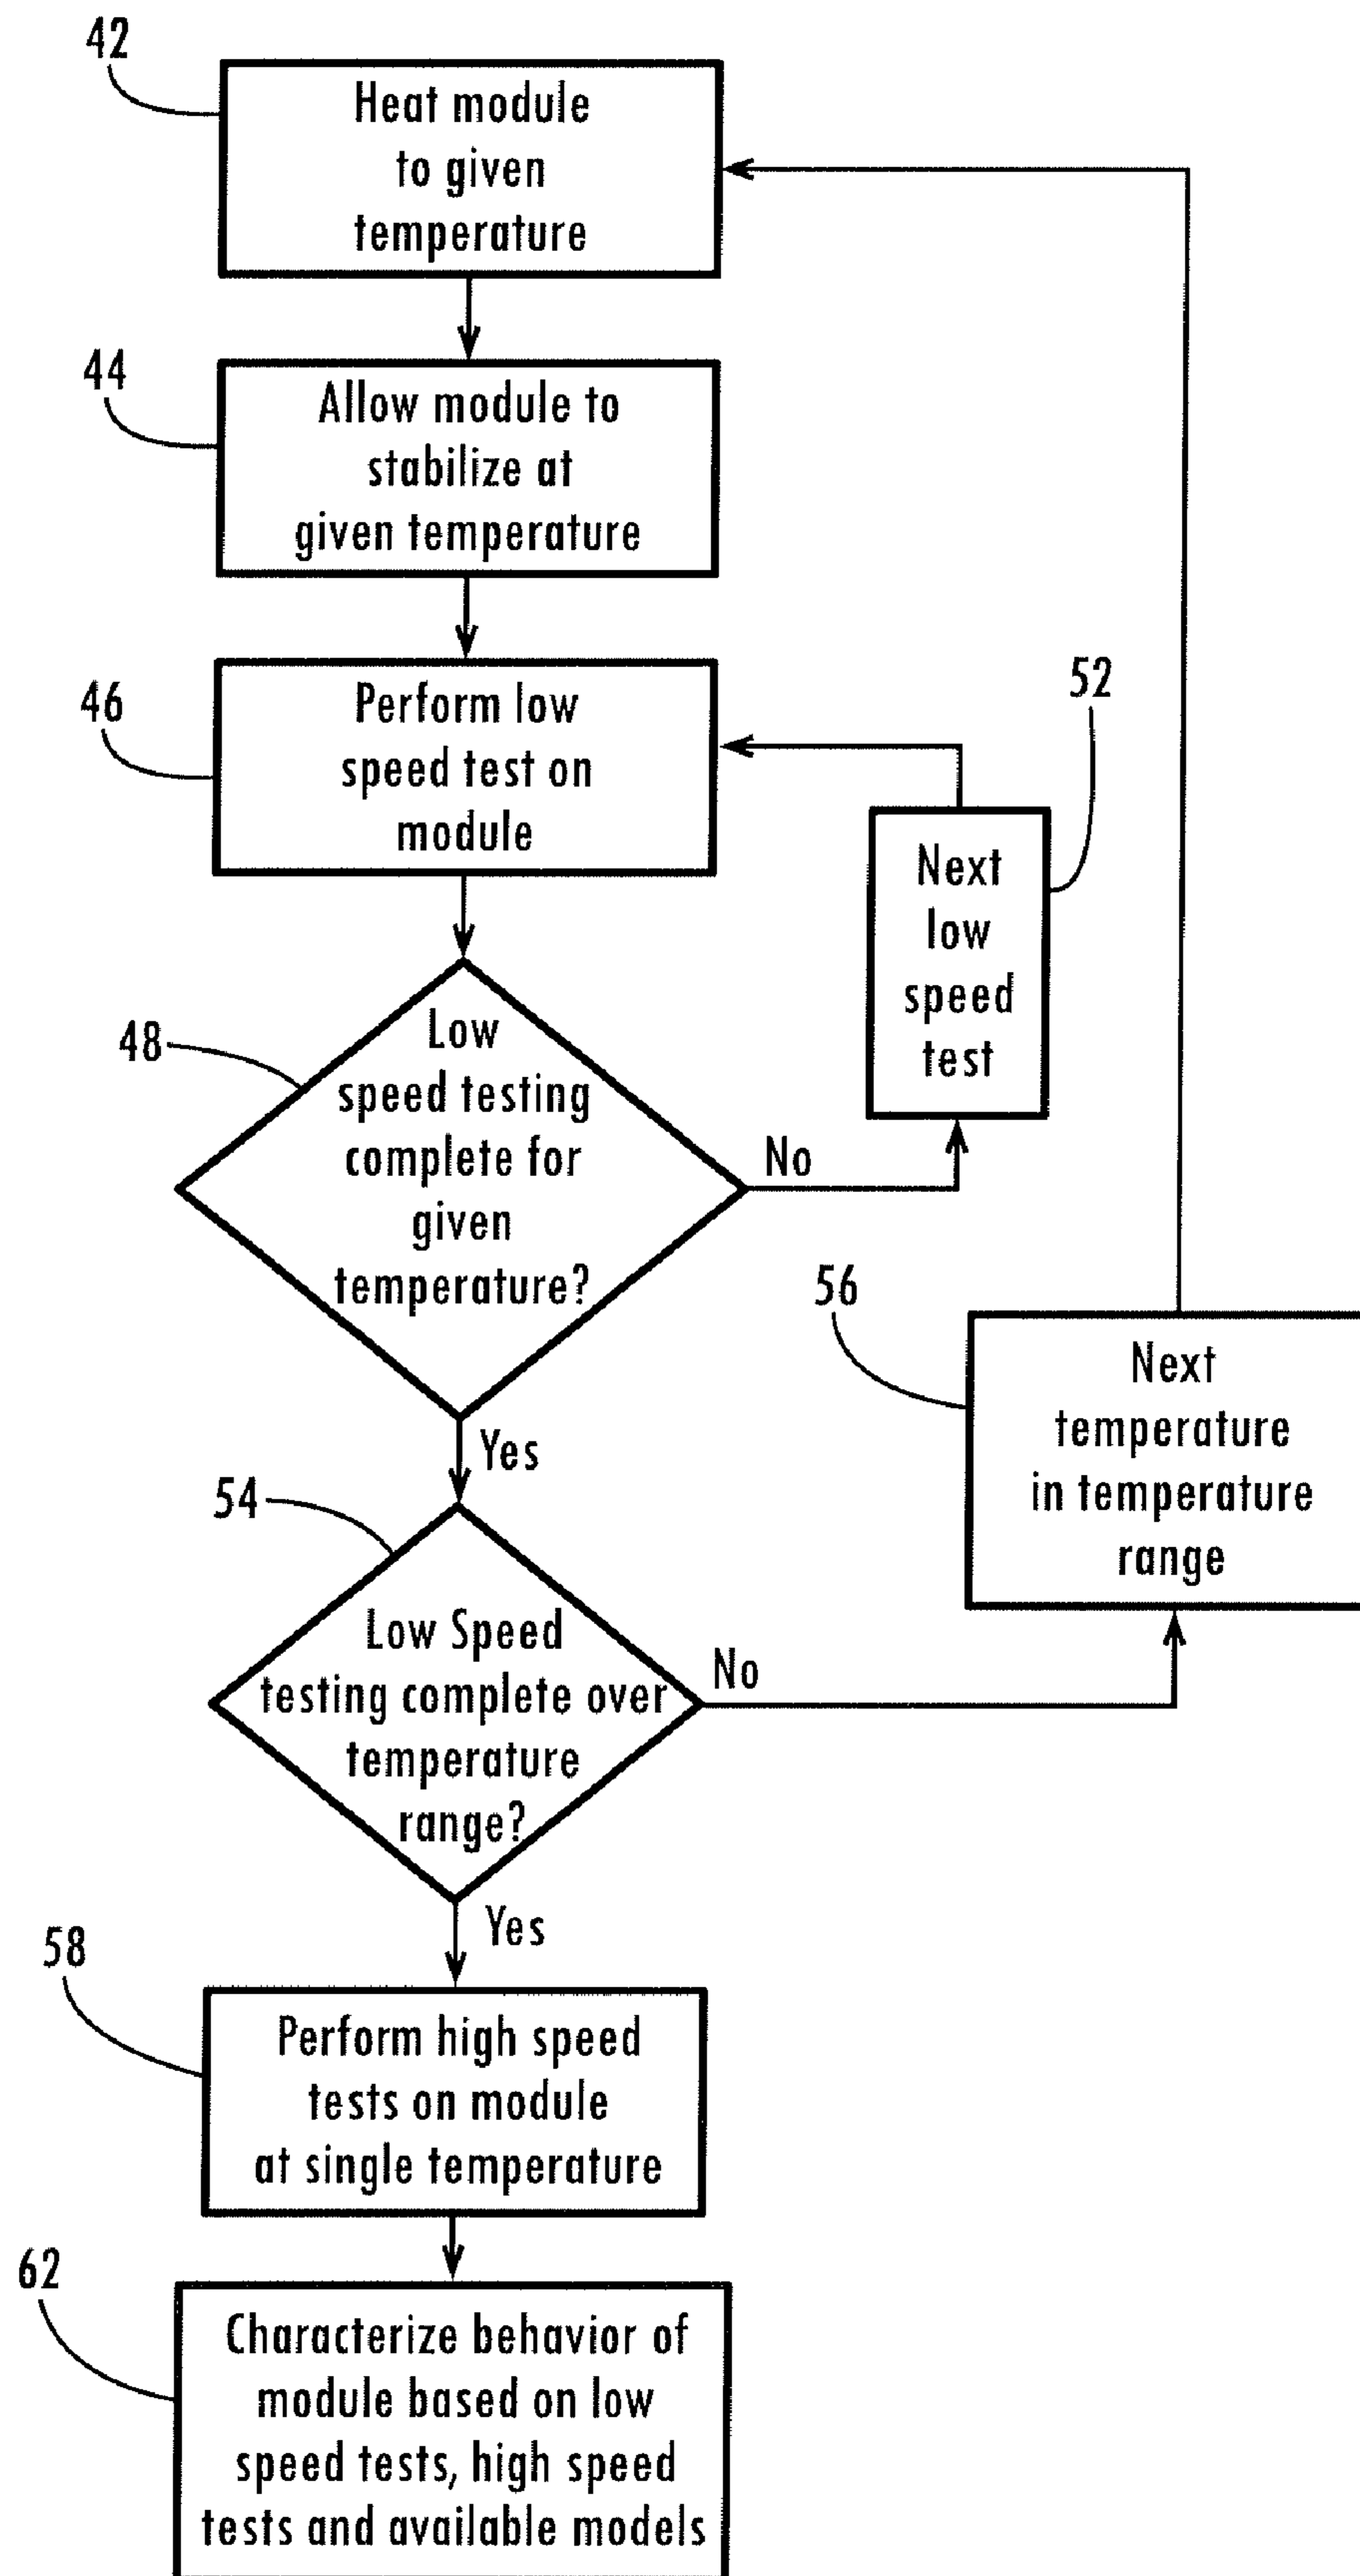 42
Heat module
to given
temperature
44
Allow module to
stabilize at
given temperature
46
Perform low
speed test on
module
52
Next
low
speed
test
48
Low
speed testing
complete for
given
temperature?
No
Yes
56
Next
temperature
in temperature
range
54
Low Speed
testing complete over
temperature
range?
No
Yes
58
Perform high speed
tests on module
at single temperature
62
Characterize behavior of
module based on low
speed tests, high speed
tests and available models